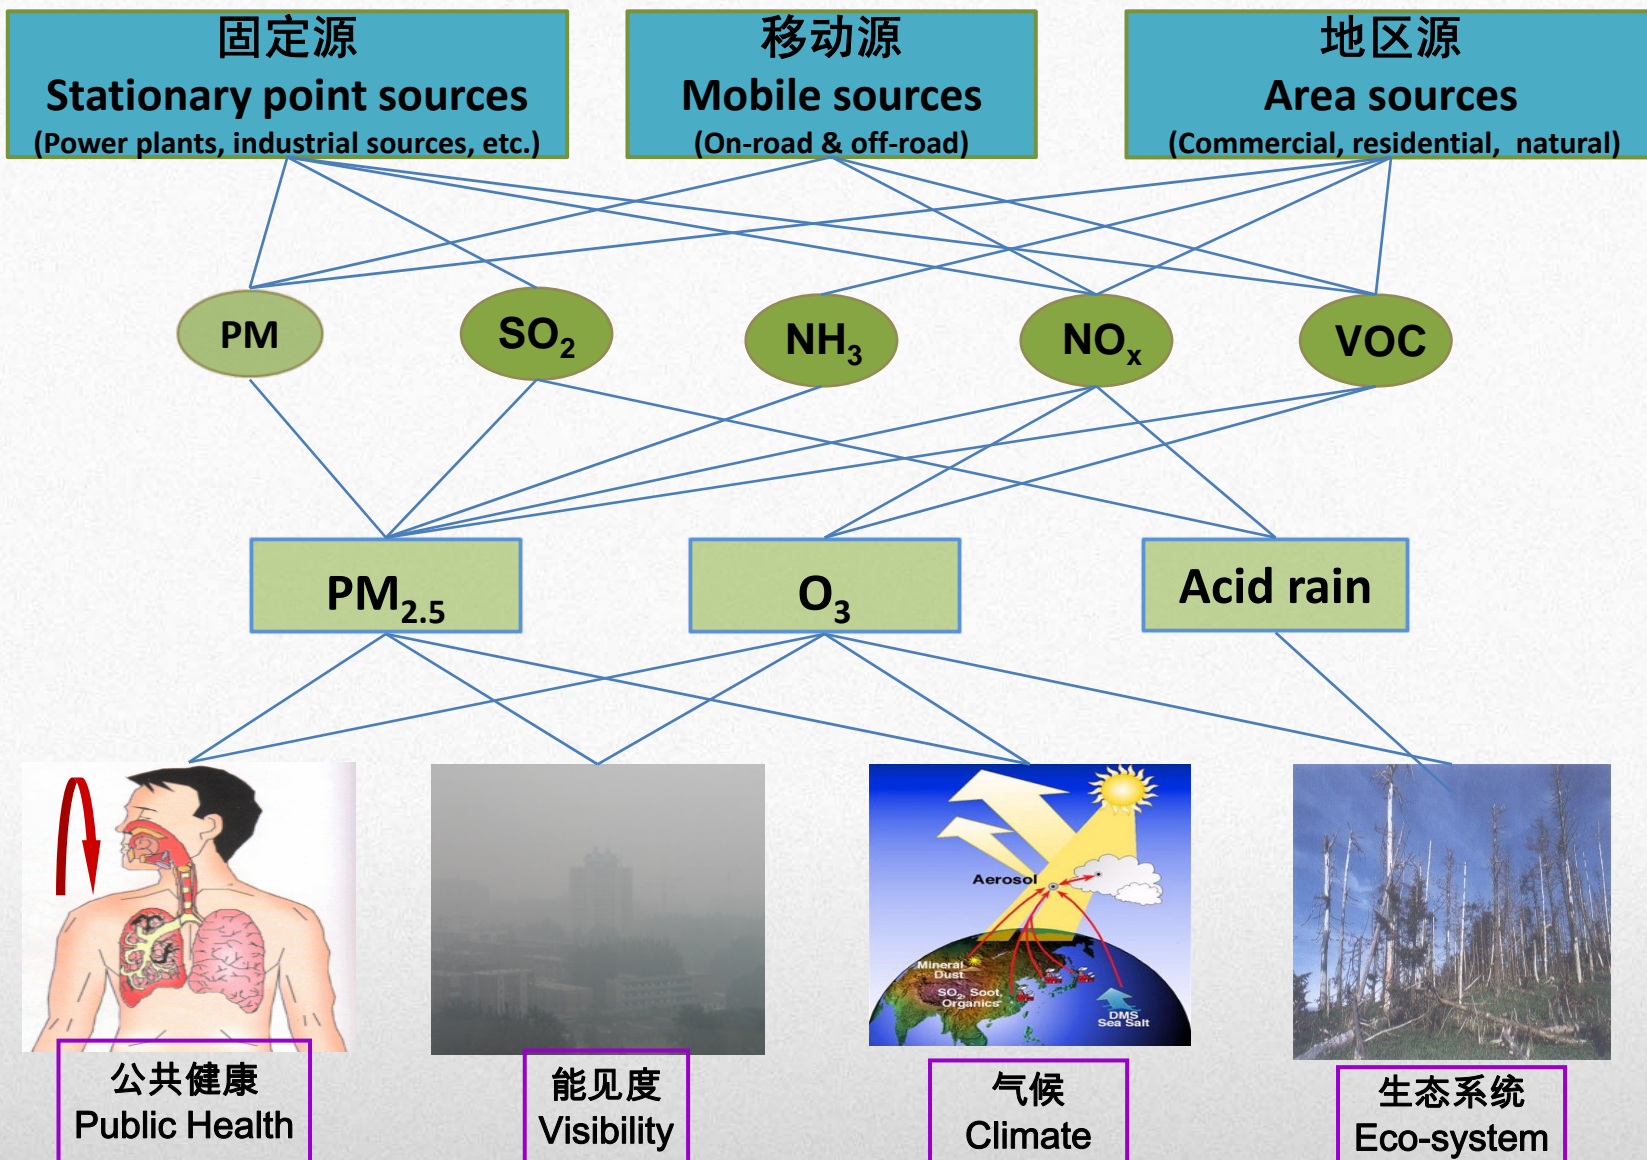 固定源
Stationary point sources
(Power plants, industrial sources, etc.)
移动源
Mobile sources
(On-road & off-road)
地区源
Area sources
(Commercial, residential, natural)
PM
SO₂
NH₃
NOₓ
VOC
PM₂.₅
O₃
Acid rain
Aerosol
Mineral
Dust
SO₂, Soot,
Organics
DMS
Sea Salt
公共健康
Public Health
能见度
Visibility
气候
Climate
生态系统
Eco-system